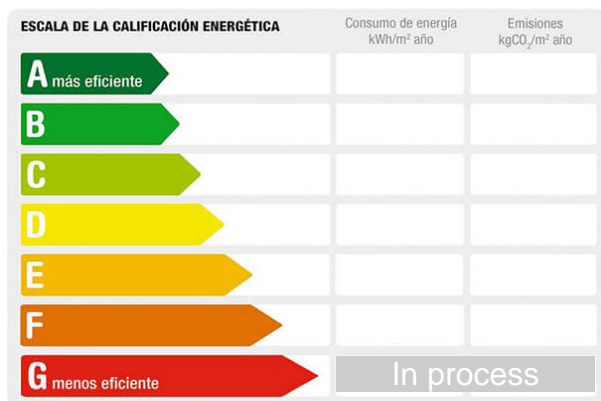 ESCALA DE LA CALIFICACIÓN ENERGÉTICA
Consumo de energía
kWh/m² año
Emisiones
kgCO₂/m² año
A más eficiente
B
C
D
E
F
G menos eficiente
In process